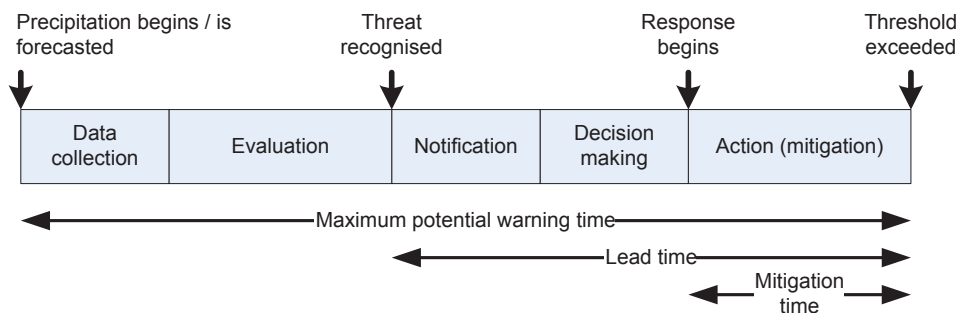 Precipitation begins / is
forecasted
Threat
recognised
Response
begins
Threshold
exceeded
Data
collection
Evaluation
Notification
Decision
making
Action (mitigation)
Maximum potential warning time
Lead time
Mitigation
time